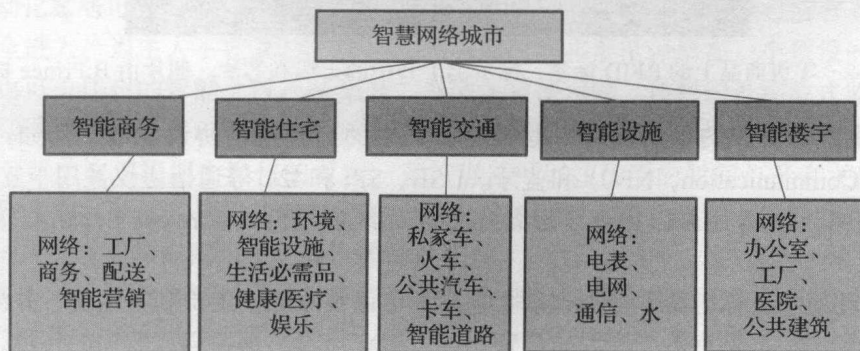 智慧网络城市
智能商务
智能住宅
智能交通
智能设施
智能楼宇
网络：工厂、
商务、配送、
智能营销
网络：环境、
智能设施、
生活必需品、
健康/医疗、
娱乐
网络：
私家车、
火车、
公共汽车、
卡车、
智能道路
网络：
电表、
电网、
通信、水
网络：
办公室、
工厂、
医院、
公共建筑